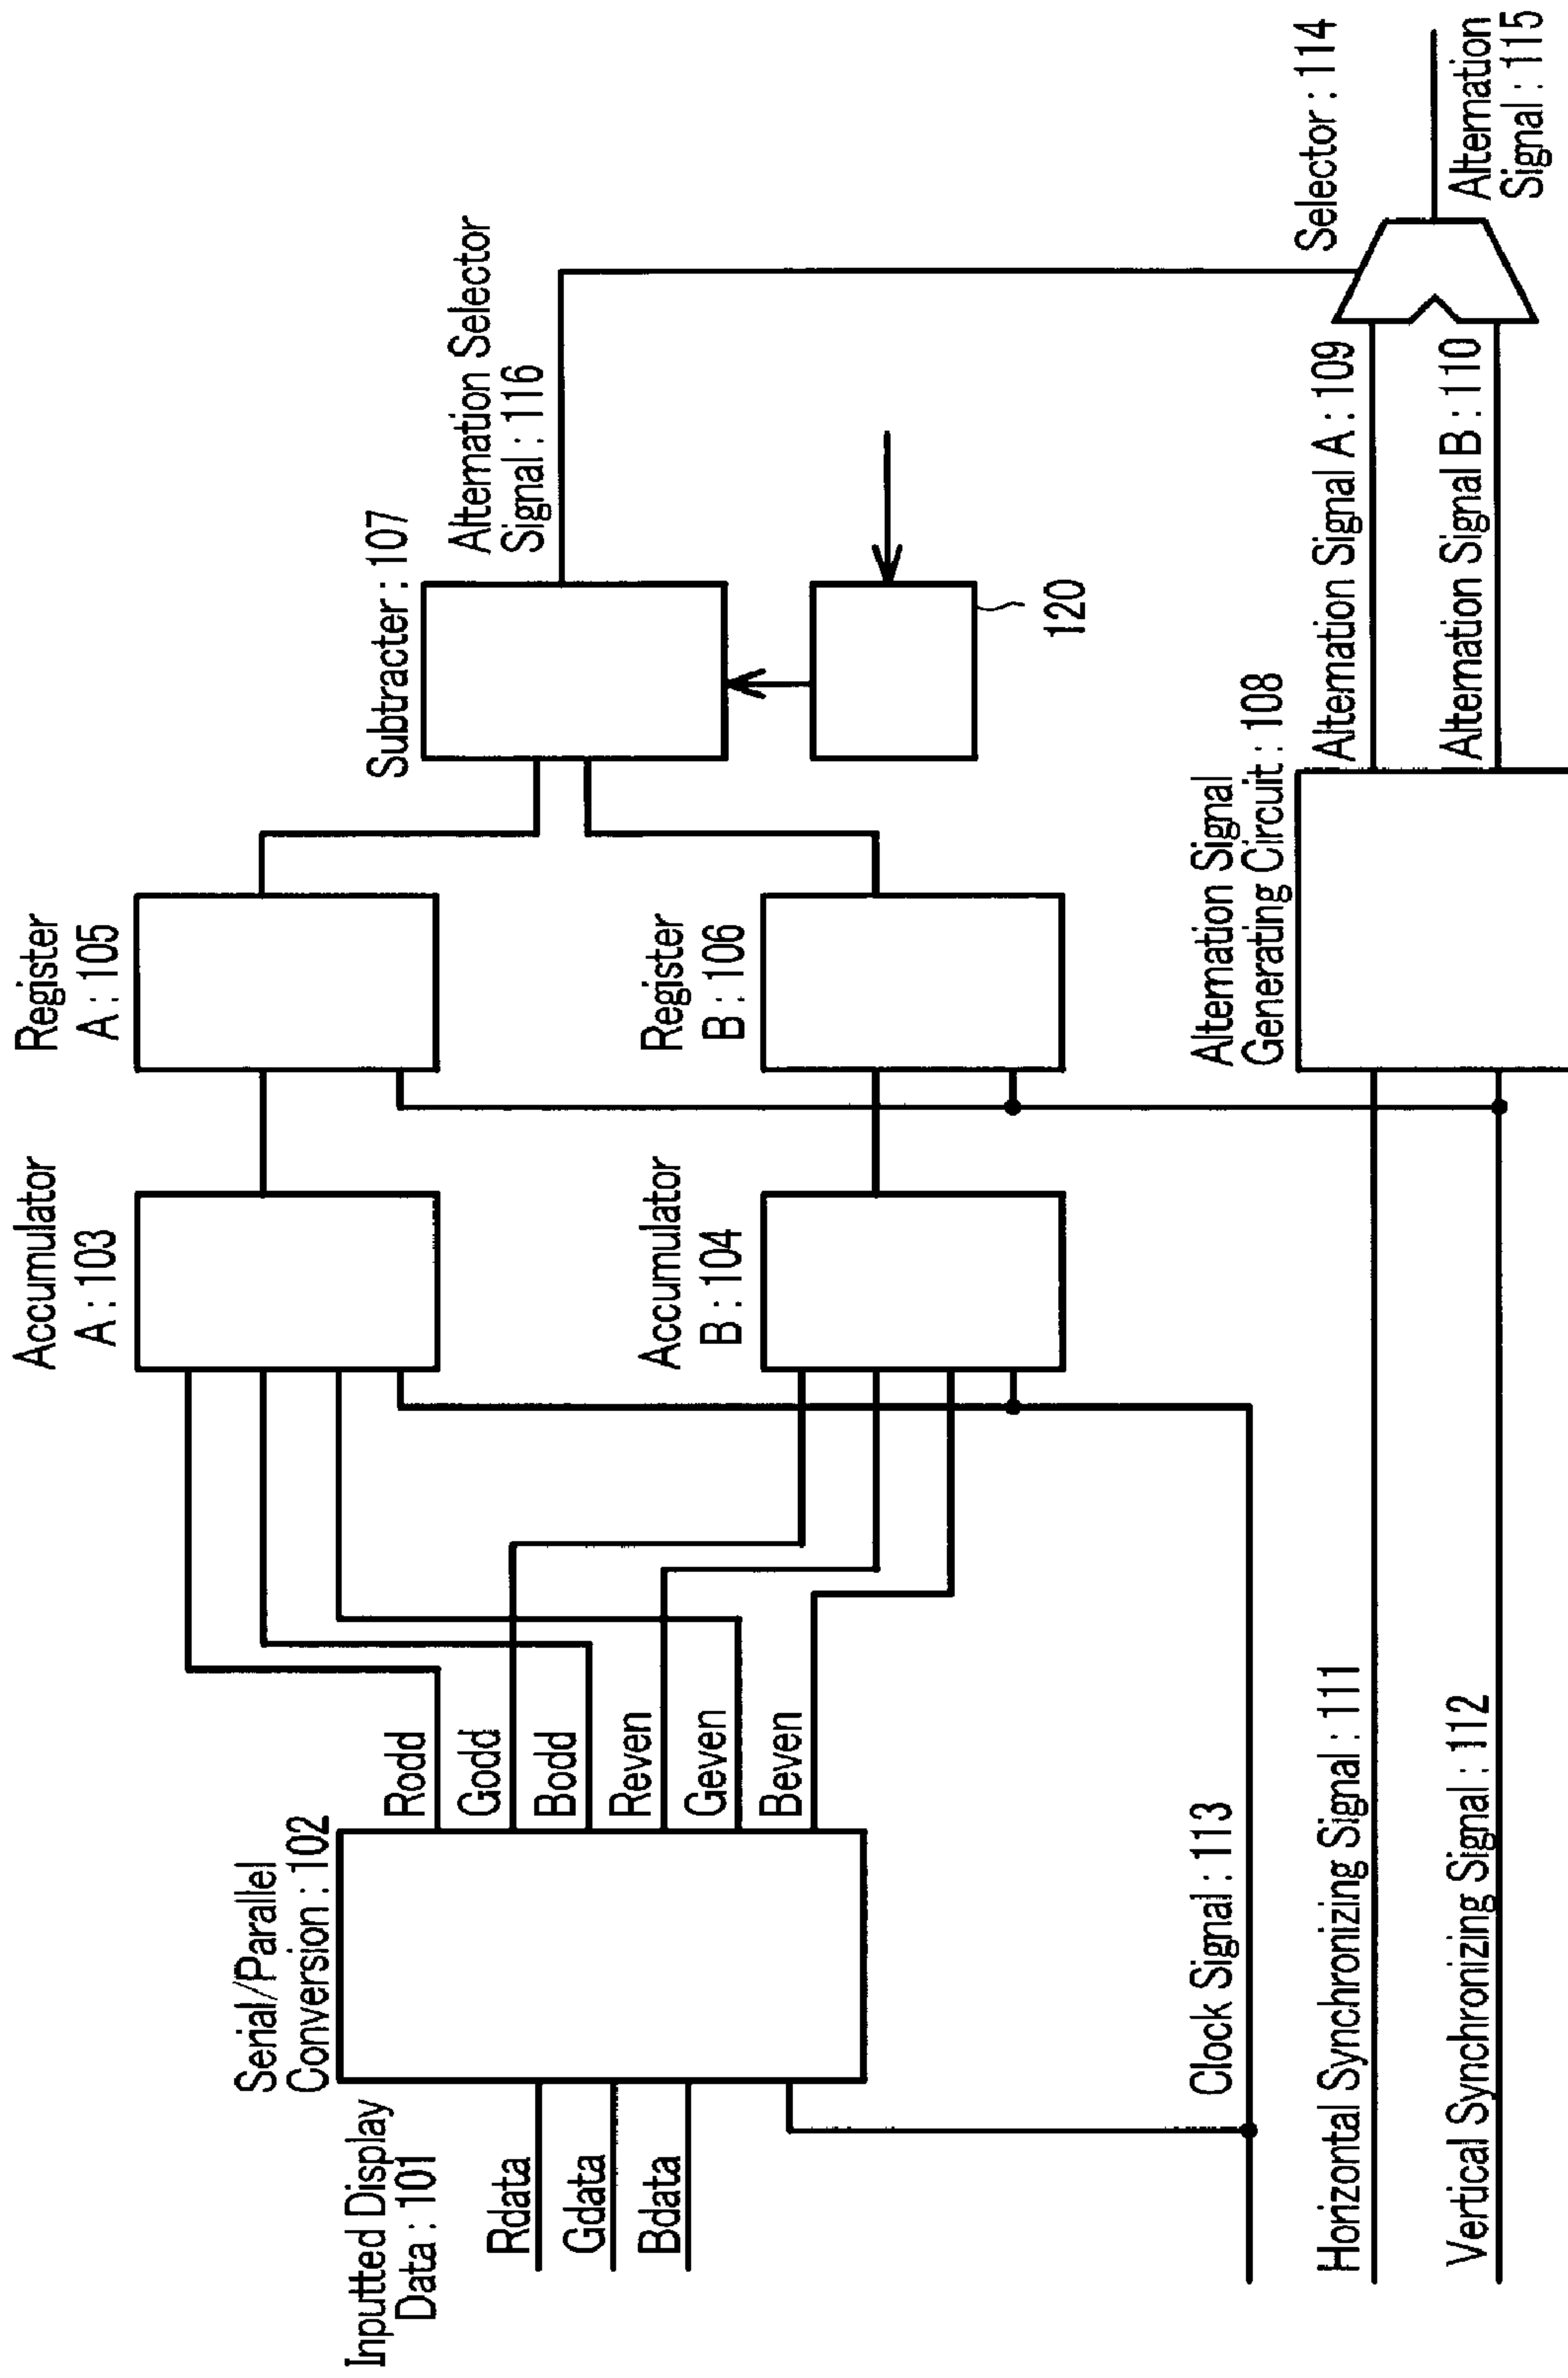 Inputted Display
Data : 101
Rdata
Gdata
Bdata
Serial/Parallel
Conversion : 102
Rodd
Godd
Bodd
Reven
Geven
Beven
Accumulator
A : 103
Accumulator
B : 104
Register
A : 105
Register
B : 106
Subtracter : 107
Alternation Selector
Signal : 116
120
Clock Signal : 113
Horizontal Synchronizing Signal : 111
Vertical Synchronizing Signal : 112
Alternation Signal
Generating Circuit : 108
Alternation Signal A : 109
Alternation Signal B : 110
Selector : 114
Alternation
Signal : 115